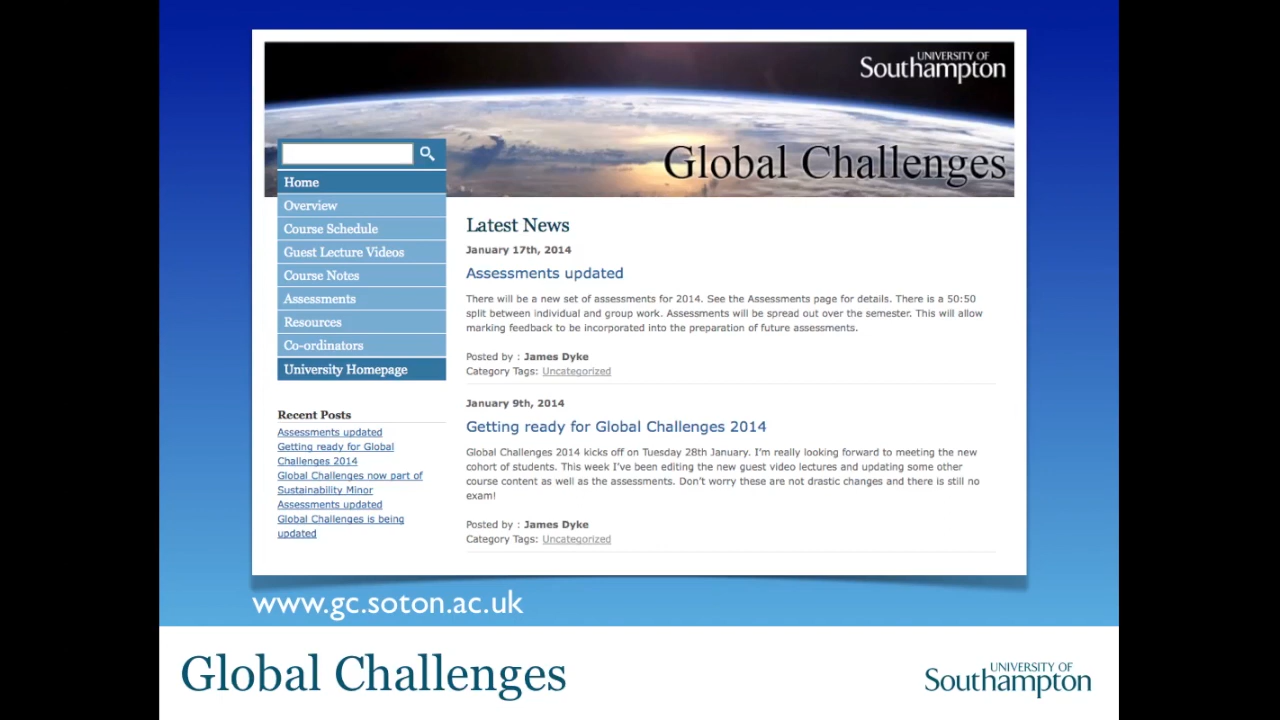 UNIVERSITY OF
Southampton
Global Challenges
Home
Overview
Course Schedule
Guest Lecture Videos
Course Notes
Assessments
Resources
Co-ordinators
University Homepage
Recent Posts
Assessments updated
Getting ready for Global
Challenges 2014
Global Challenges now part of
Sustainability Minor
Assessments updated
Global Challenges is being
updated
Latest News
January 17th, 2014
Assessments updated
There will be a new set of assessments for 2014. See the Assessments page for details. There is a 50:50
split between individual and group work. Assessments will be spread out over the semester. This will allow
marking feedback to be incorporated into the preparation of future assessments.
Posted by : James Dyke
Category Tags: Uncategorized
January 9th, 2014
Getting ready for Global Challenges 2014
Global Challenges 2014 kicks off on Tuesday 28th January. I'm really looking forward to meeting the new
cohort of students. This week I've been editing the new guest video lectures and updating some other
course content as well as the assessments. Don't worry these are not drastic changes and there is still no
exam!
Posted by : James Dyke
Category Tags: Uncategorized
www.gc.soton.ac.uk
Global Challenges
UNIVERSITY OF
Southampton